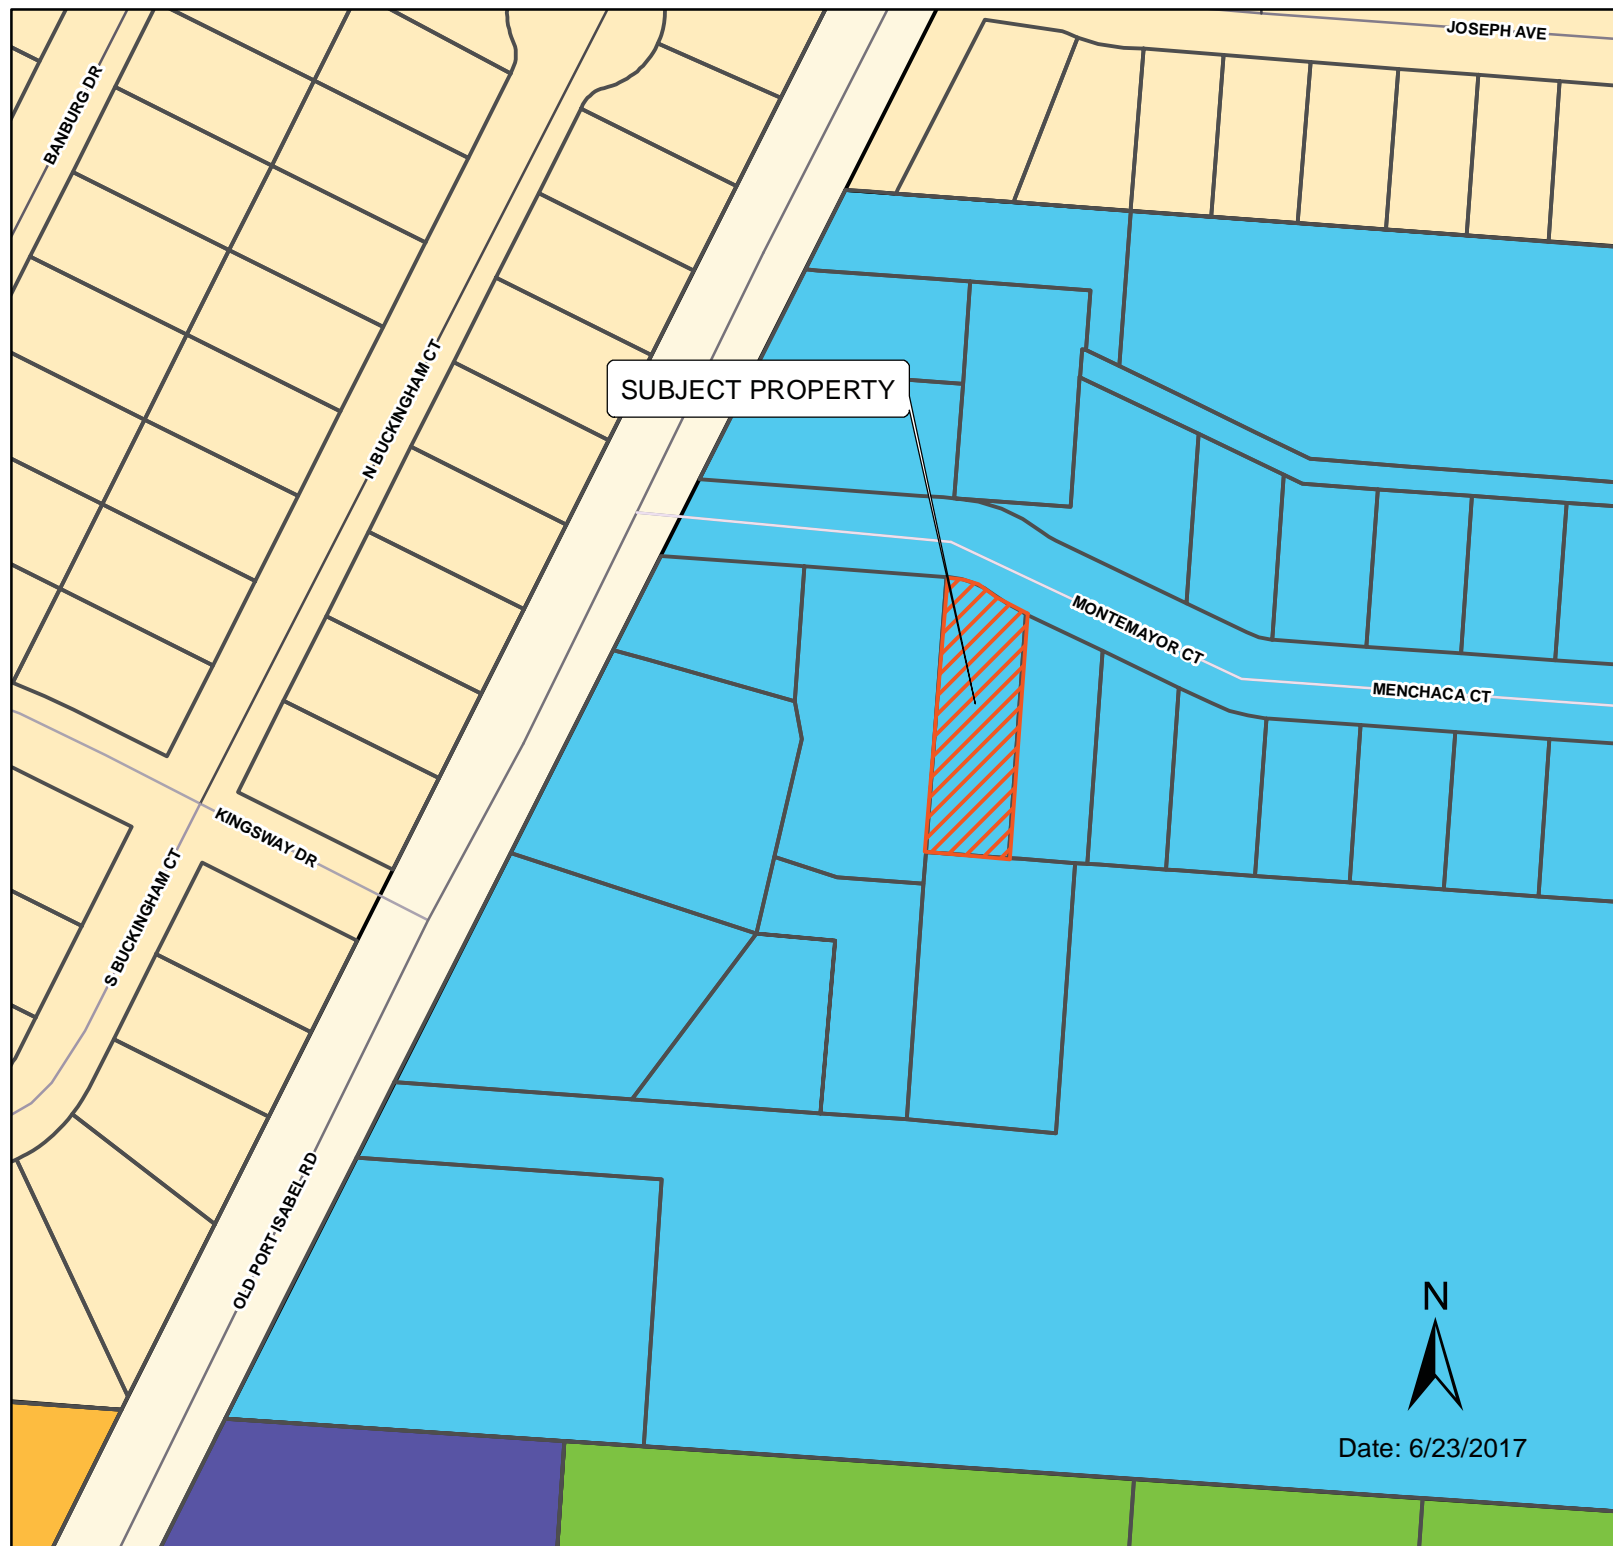 JOSEPH AVE
BANBURG DR
N BUCKINGHAM CT
SUBJECT PROPERTY
MONTEMAYOR CT
MENCHACA CT
KINGSWAY DR
S BUCKINGHAM CT
OLD PORT ISABEL RD
N
Date: 6/23/2017